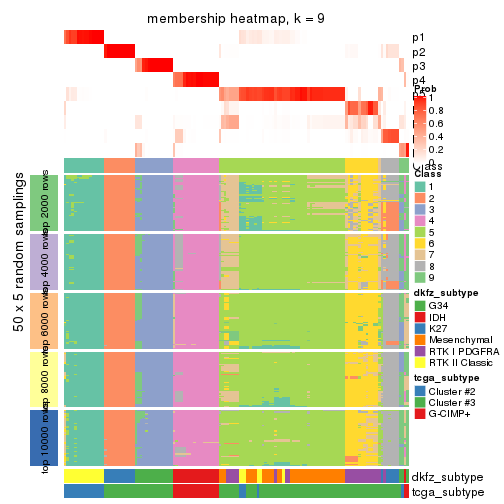 membership heatmap, k = 9
p1
p2
p3
p4
Prob
1
0.8
0.6
0.4
0.2
0
Class
Class
1
2
3
4
5
6
7
8
9
50 x 5 random samplings
top 2000 rows
top 4000 rows
top 6000 rows
top 8000 rows
top 10000 rows
dkfz_subtype
G34
IDH
K27
Mesenchymal
RTK I PDGFRA
RTK II Classic
tcga_subtype
Cluster #2
Cluster #3
G-CIMP+
dkfz_subtype
tcga_subtype